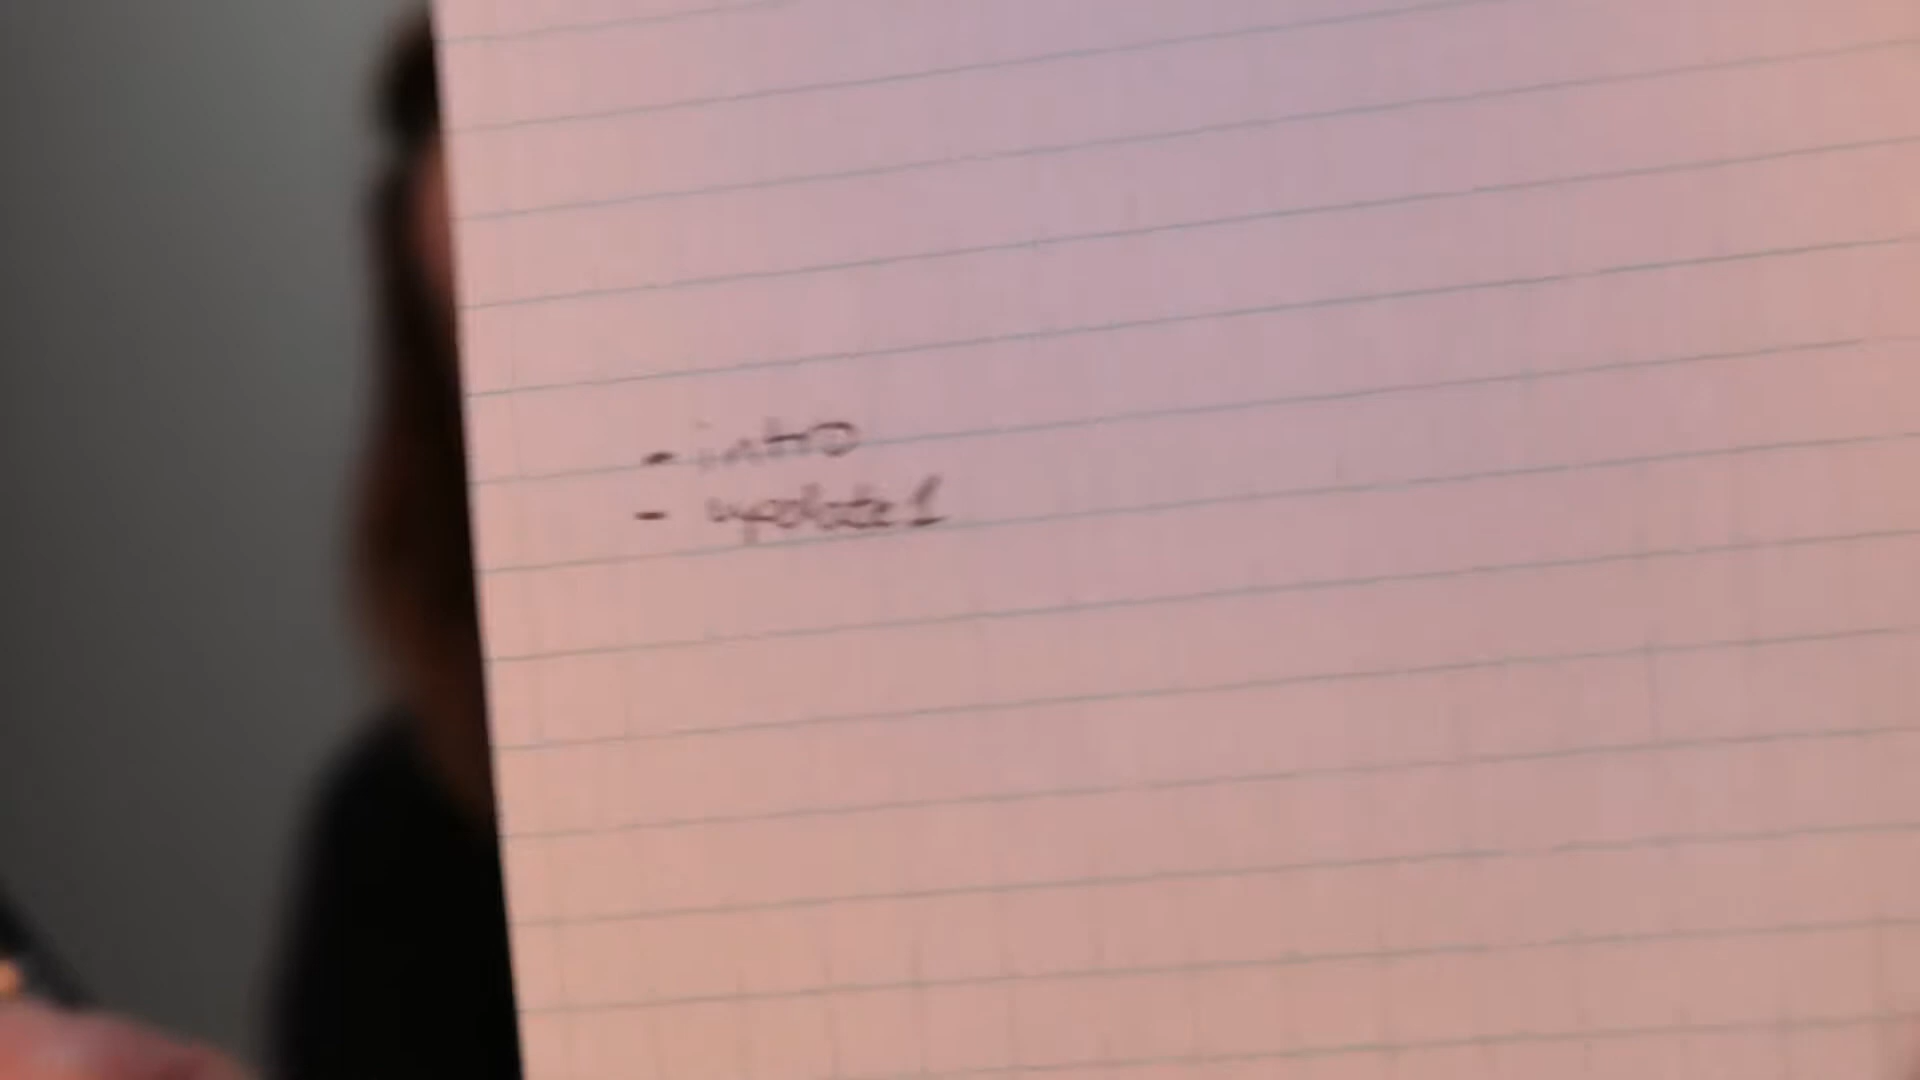 - intro
- update 1